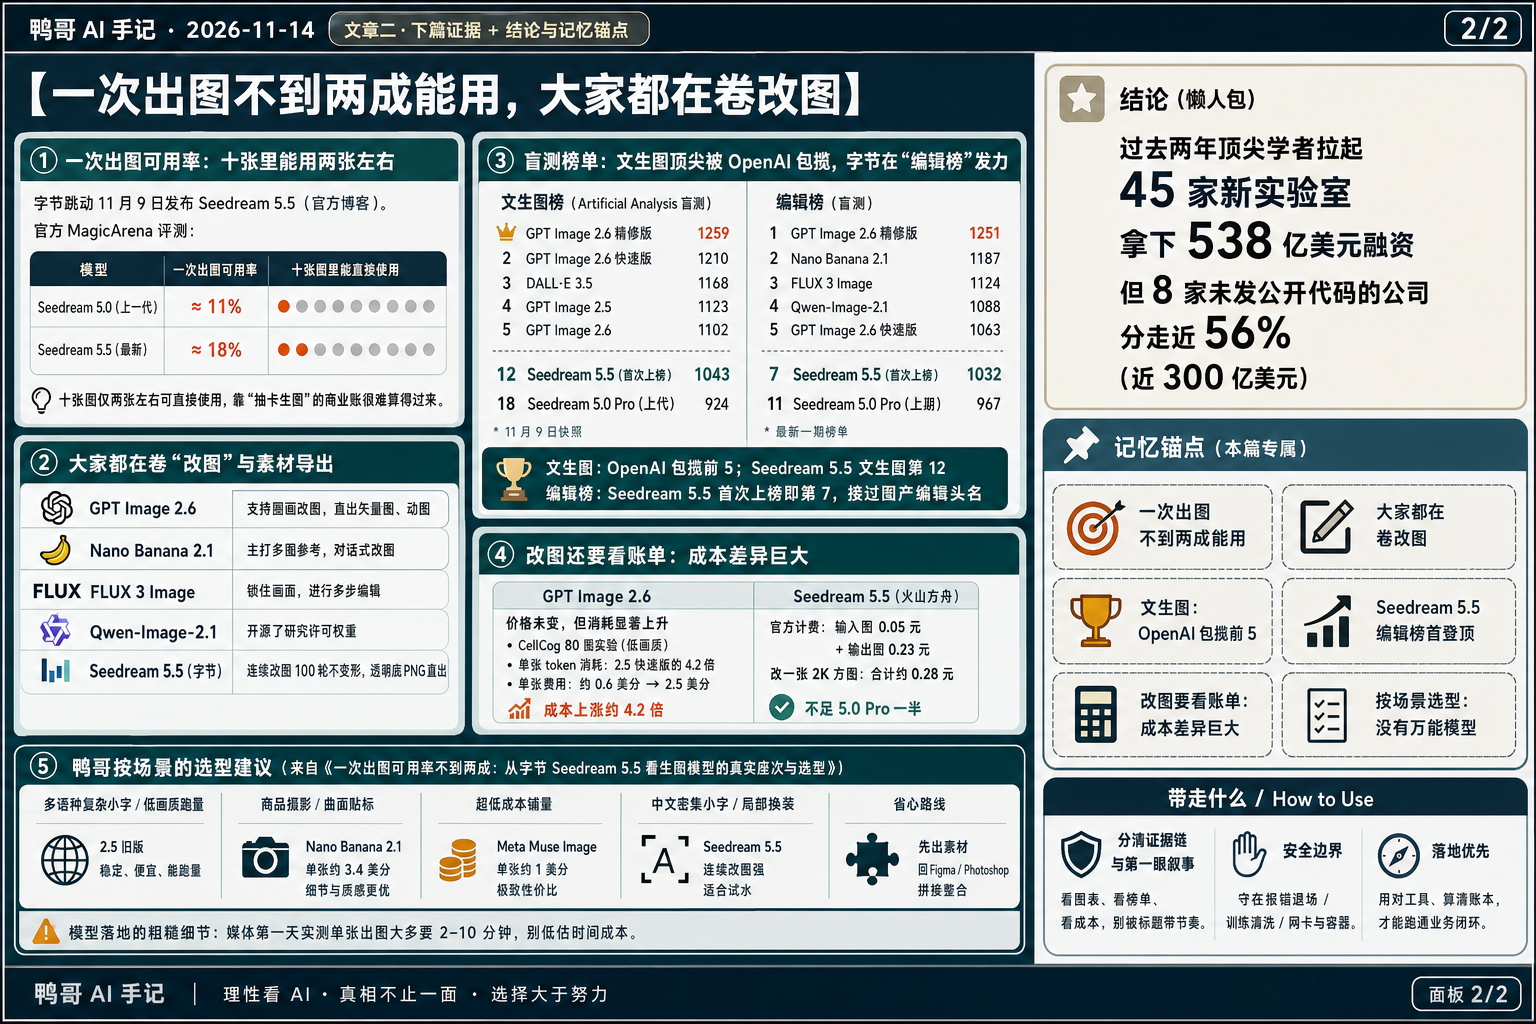 鸭哥 AI 手记 · 2026-11-14
文章二 · 下篇证据 + 结论与记忆锚点
2/2
【一次出图不到两成能用，大家都在卷改图】
① 一次出图可用率：十张里能用两张左右
字节跳动 11 月 9 日发布 Seedream 5.5（官方博客）。
官方 MagicArena 评测：
模型 一次出图可用率 十张图里能直接使用
Seedream 5.0 (上一代) ≈ 11%
Seedream 5.5 (最新) ≈ 18%
十张图仅两张左右可直接使用，靠“抽卡生图”的商业账很难算得过来。
② 大家都在卷“改图”与素材导出
GPT Image 2.6 支持圈画改图，直出矢量图、动图
Nano Banana 2.1 主打多图参考，对话式改图
FLUX FLUX 3 Image 锁住画面，进行多步编辑
Qwen-Image-2.1 开源了研究许可权重
Seedream 5.5 (字节) 连续改图 100 轮不变形，透明底PNG直出
③ 盲测榜单：文生图顶尖被 OpenAI 包揽，字节在“编辑榜”发力
文生图榜（Artificial Analysis 盲测）
GPT Image 2.6 精修版 1259
2 GPT Image 2.6 快速版 1210
3 DALL·E 3.5 1168
4 GPT Image 2.5 1123
5 GPT Image 2.6 1102
12 Seedream 5.5 (首次上榜) 1043
18 Seedream 5.0 Pro (上代) 924
* 11 月 9 日快照
编辑榜（盲测）
1 GPT Image 2.6 精修版 1251
2 Nano Banana 2.1 1187
3 FLUX 3 Image 1124
4 Qwen-Image-2.1 1088
5 GPT Image 2.6 快速版 1063
7 Seedream 5.5 (首次上榜) 1032
11 Seedream 5.0 Pro (上期) 967
* 最新一期榜单
文生图：OpenAI 包揽前 5；Seedream 5.5 文生图第 12
编辑榜：Seedream 5.5 首次上榜即第 7，接过图产编辑头名
④ 改图还要看账单：成本差异巨大
GPT Image 2.6
价格未变，但消耗显著上升
• CellCog 80 图实验 (低画质)
• 单张 token 消耗：2.5 快速版的 4.2 倍
• 单张费用：约 0.6 美分 → 2.5 美分
成本上涨约 4.2 倍
Seedream 5.5（火山方舟）
官方计费：输入图 0.05 元
+ 输出图 0.23 元
改一张 2K 方图：合计约 0.28 元
不足 5.0 Pro 一半
⑤ 鸭哥按场景的选型建议（来自《一次出图可用率不到两成：从字节 Seedream 5.5 看生图模型的真实座次与选型》）
多语种复杂小字 / 低画质跑量
2.5 旧版
稳定、便宜、能跑量
商品摄影 / 曲面贴标
Nano Banana 2.1
单张约 3.4 美分
细节与质感更优
超低成本铺量
Meta Muse Image
单张约 1 美分
极致性价比
中文密集小字 / 局部换装
A
Seedream 5.5
连续改图强
适合试水
省心路线
先出素材
回 Figma / Photoshop
拼接整合
模型落地的粗糙细节：媒体第一天实测单张出图大多要 2–10 分钟，别低估时间成本。
结论（懒人包）
过去两年顶尖学者拉起
45 家新实验室
拿下 538 亿美元融资
但 8 家未发公开代码的公司
分走近 56%
（近 300 亿美元）
记忆锚点（本篇专属）
一次出图
不到两成能用
大家都在
卷改图
文生图：
OpenAI 包揽前 5
Seedream 5.5
编辑榜首登顶
改图要看账单：
成本差异巨大
按场景选型：
没有万能模型
带走什么 / How to Use
分清证据链
与第一眼叙事
看图表、看榜单、
看成本，别被标题带节奏。
安全边界
守在报错退场 /
训练清洗 / 网卡与容器。
落地优先
用对工具、算清账本，
才能跑通业务闭环。
鸭哥 AI 手记 | 理性看 AI · 真相不止一面 · 选择大于努力
面板 2/2